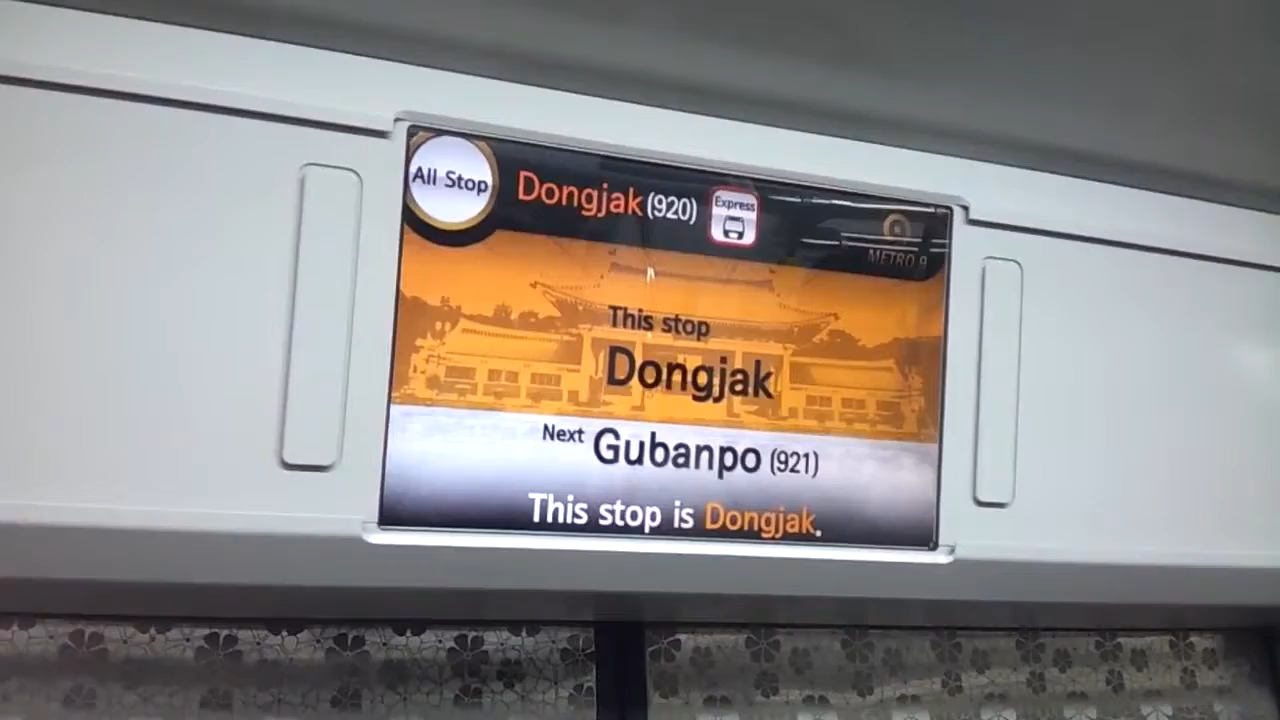 All Stop
Dongjak (920)
Express
METRO 9
This stop
Dongjak
Next Gubanpo (921)
This stop is Dongjak.